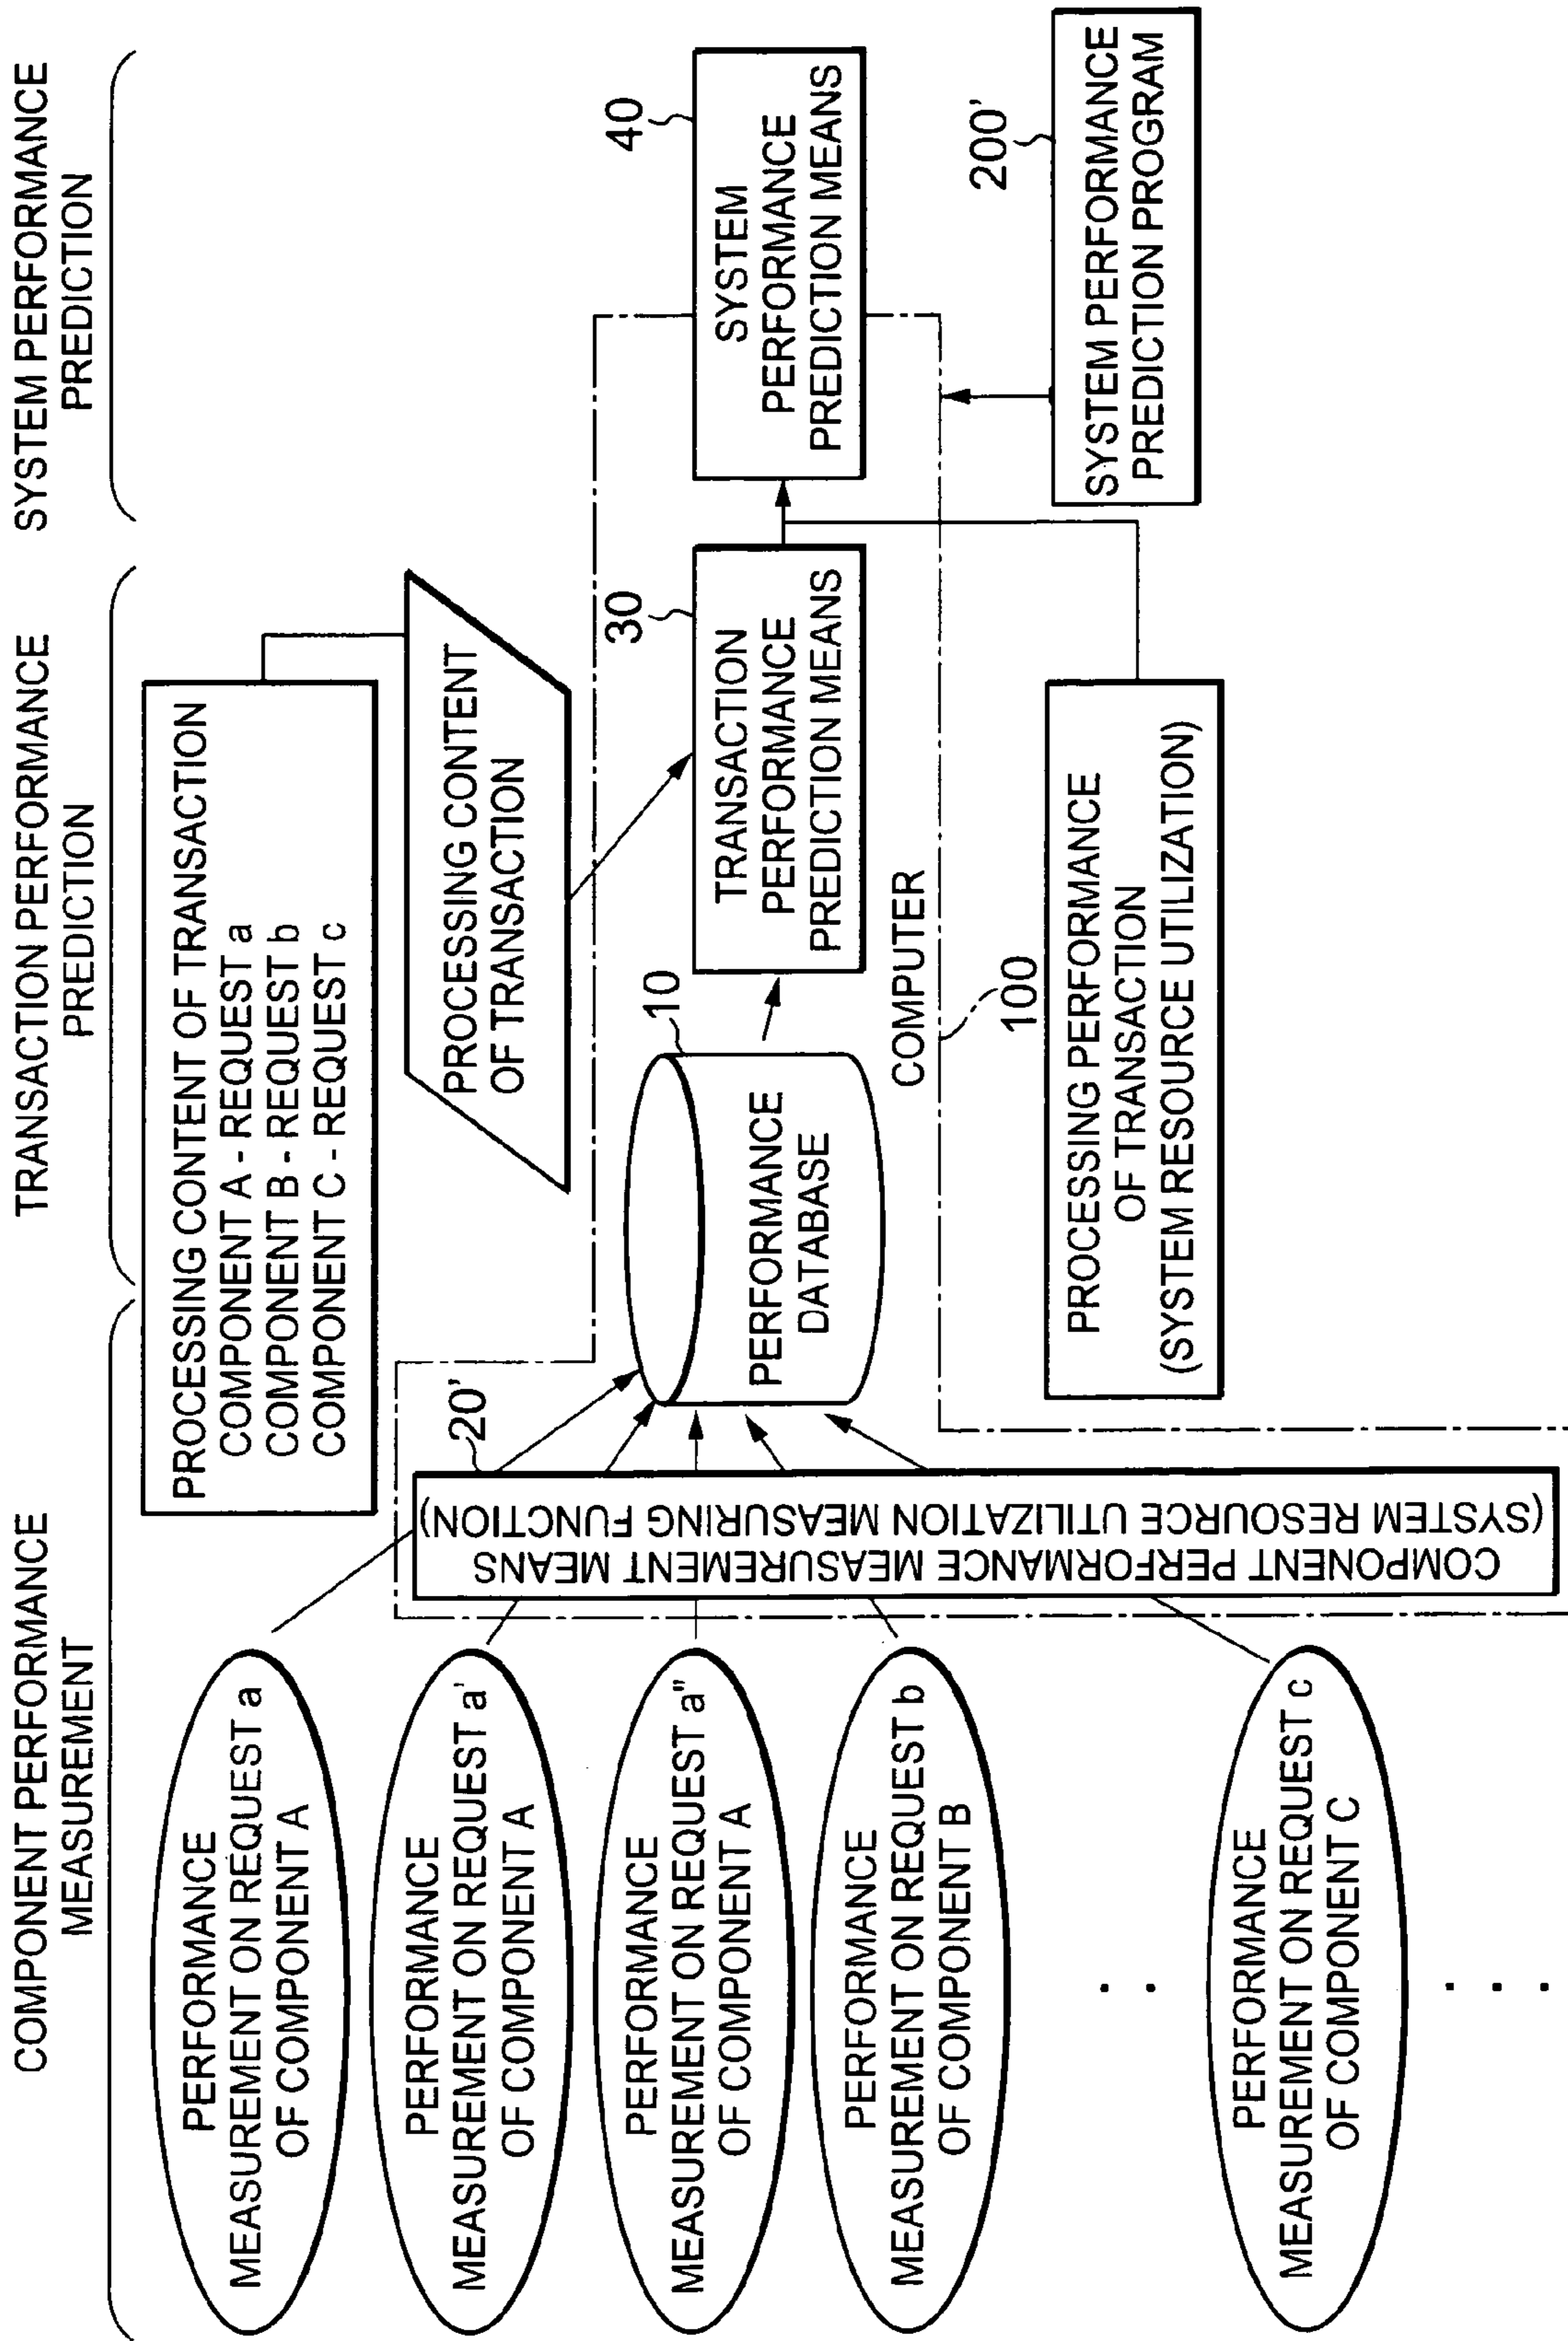 COMPONENT PERFORMANCE
MEASUREMENT
TRANSACTION PERFORMANCE
PREDICTION
SYSTEM PERFORMANCE
PREDICTION
PERFORMANCE
MEASUREMENT ON REQUEST a
OF COMPONENT A
PERFORMANCE
MEASUREMENT ON REQUEST a'
OF COMPONENT A
PERFORMANCE
MEASUREMENT ON REQUEST a"
OF COMPONENT A
PERFORMANCE
MEASUREMENT ON REQUEST b
OF COMPONENT B
. .
PERFORMANCE
MEASUREMENT ON REQUEST c
OF COMPONENT C
. . . .
20'
COMPONENT PERFORMANCE MEASUREMENT MEANS
(SYSTEM RESOURCE UTILIZATION MEASURING FUNCTION)
PROCESSING CONTENT OF TRANSACTION
COMPONENT A - REQUEST a
COMPONENT B - REQUEST b
COMPONENT C - REQUEST c
PROCESSING CONTENT
OF TRANSACTION
10
PERFORMANCE
DATABASE
30
TRANSACTION
PERFORMANCE
PREDICTION MEANS
COMPUTER
100
PROCESSING PERFORMANCE
OF TRANSACTION
(SYSTEM RESOURCE UTILIZATION)
40
SYSTEM
PERFORMANCE
PREDICTION MEANS
200'
SYSTEM PERFORMANCE
PREDICTION PROGRAM